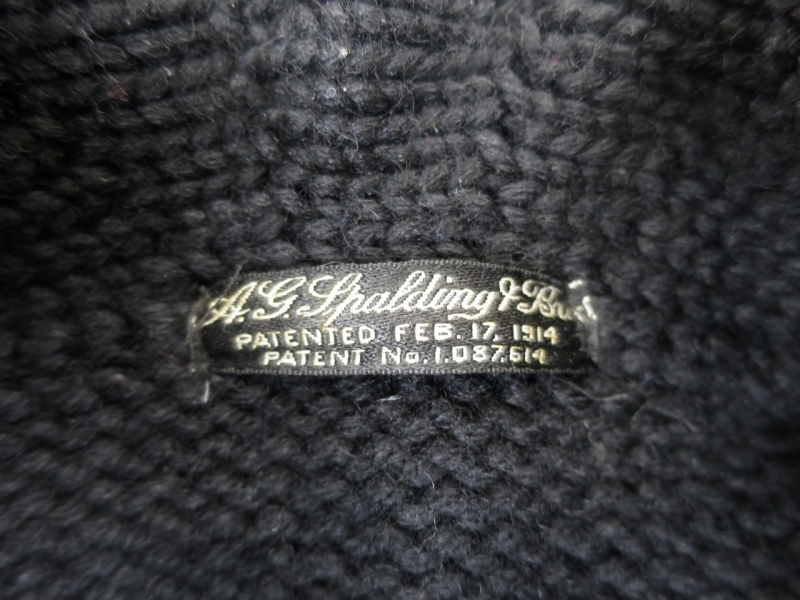 A.G. Spalding & Bros
PATENTED FEB. 17, 1914
PATENT No. 1,087,614